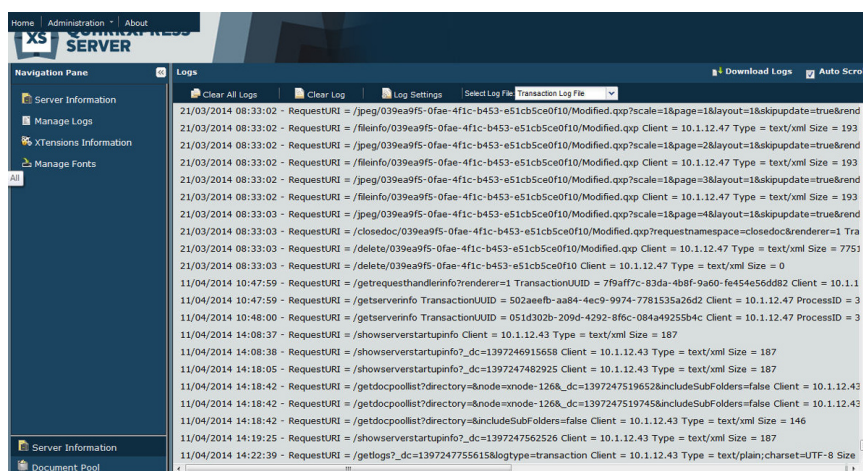 Home Administration About
XS QUARKXPRESS
SERVER
Navigation Pane
Server Information
Manage Logs
XTensions Information
Manage Fonts
All
Server Information
Document Pool
Logs Download Logs Auto Scro
Clear All Logs Clear Log Log Settings Select Log File: Transaction Log File
21/03/2014 08:33:02 - RequestURI = /jpeg/039ea9f5-0fae-4f1c-b453-e51cb5ce0f10/Modified.qxp?scale=1&page=1&layout=1&skipupdate=true&rend
21/03/2014 08:33:02 - RequestURI = /fileinfo/039ea9f5-0fae-4f1c-b453-e51cb5ce0f10/Modified.qxp Client = 10.1.12.47 Type = text/xml Size = 193
21/03/2014 08:33:02 - RequestURI = /jpeg/039ea9f5-0fae-4f1c-b453-e51cb5ce0f10/Modified.qxp?scale=1&page=2&layout=1&skipupdate=true&rend
21/03/2014 08:33:02 - RequestURI = /fileinfo/039ea9f5-0fae-4f1c-b453-e51cb5ce0f10/Modified.qxp Client = 10.1.12.47 Type = text/xml Size = 193
21/03/2014 08:33:02 - RequestURI = /jpeg/039ea9f5-0fae-4f1c-b453-e51cb5ce0f10/Modified.qxp?scale=1&page=3&layout=1&skipupdate=true&rend
21/03/2014 08:33:02 - RequestURI = /fileinfo/039ea9f5-0fae-4f1c-b453-e51cb5ce0f10/Modified.qxp Client = 10.1.12.47 Type = text/xml Size = 193
21/03/2014 08:33:03 - RequestURI = /jpeg/039ea9f5-0fae-4f1c-b453-e51cb5ce0f10/Modified.qxp?scale=1&page=4&layout=1&skipupdate=true&rend
21/03/2014 08:33:03 - RequestURI = /closedoc/039ea9f5-0fae-4f1c-b453-e51cb5ce0f10/Modified.qxp?requestnamespace=closedoc&renderer=1 Tra
21/03/2014 08:33:03 - RequestURI = /delete/039ea9f5-0fae-4f1c-b453-e51cb5ce0f10/Modified.qxp Client = 10.1.12.47 Type = text/xml Size = 7751
21/03/2014 08:33:03 - RequestURI = /delete/039ea9f5-0fae-4f1c-b453-e51cb5ce0f10 Client = 10.1.12.47 Type = text/xml Size = 0
11/04/2014 10:47:59 - RequestURI = /getrequesthandlerinfo?renderer=1 TransactionUUID = 7f9aff7c-83da-4b8f-9a60-fe454e56dd82 Client = 10.1.1
11/04/2014 10:47:59 - RequestURI = /getserverinfo TransactionUUID = 502aeefb-aa84-4ec9-9974-7781535a26d2 Client = 10.1.12.47 ProcessID = 3
11/04/2014 10:48:00 - RequestURI = /getserverinfo TransactionUUID = 051d302b-209d-4292-8f6c-084a49255b4c Client = 10.1.12.47 ProcessID = 3
11/04/2014 14:08:37 - RequestURI = /showserverstartupinfo Client = 10.1.12.43 Type = text/xml Size = 187
11/04/2014 14:08:38 - RequestURI = /showserverstartupinfo?_dc=1397246915658 Client = 10.1.12.43 Type = text/xml Size = 187
11/04/2014 14:18:05 - RequestURI = /showserverstartupinfo?_dc=1397247482925 Client = 10.1.12.43 Type = text/xml Size = 187
11/04/2014 14:18:42 - RequestURI = /getdocpoollist?directory=&node=xnode-126&_dc=1397247519652&includeSubFolders=false Client = 10.1.12.43
11/04/2014 14:18:42 - RequestURI = /getdocpoollist?directory=&node=xnode-126&_dc=1397247519745&includeSubFolders=false Client = 10.1.12.43
11/04/2014 14:18:42 - RequestURI = /getdocpoollist?directory=&includeSubFolders=false Client = 10.1.12.43 Type = text/xml Size = 146
11/04/2014 14:19:25 - RequestURI = /showserverstartupinfo?_dc=1397247562526 Client = 10.1.12.43 Type = text/xml Size = 187
11/04/2014 14:22:39 - RequestURI = /getlogs?_dc=1397247755615&logtype=transaction Client = 10.1.12.43 Type = text/plain;charset=UTF-8 Size